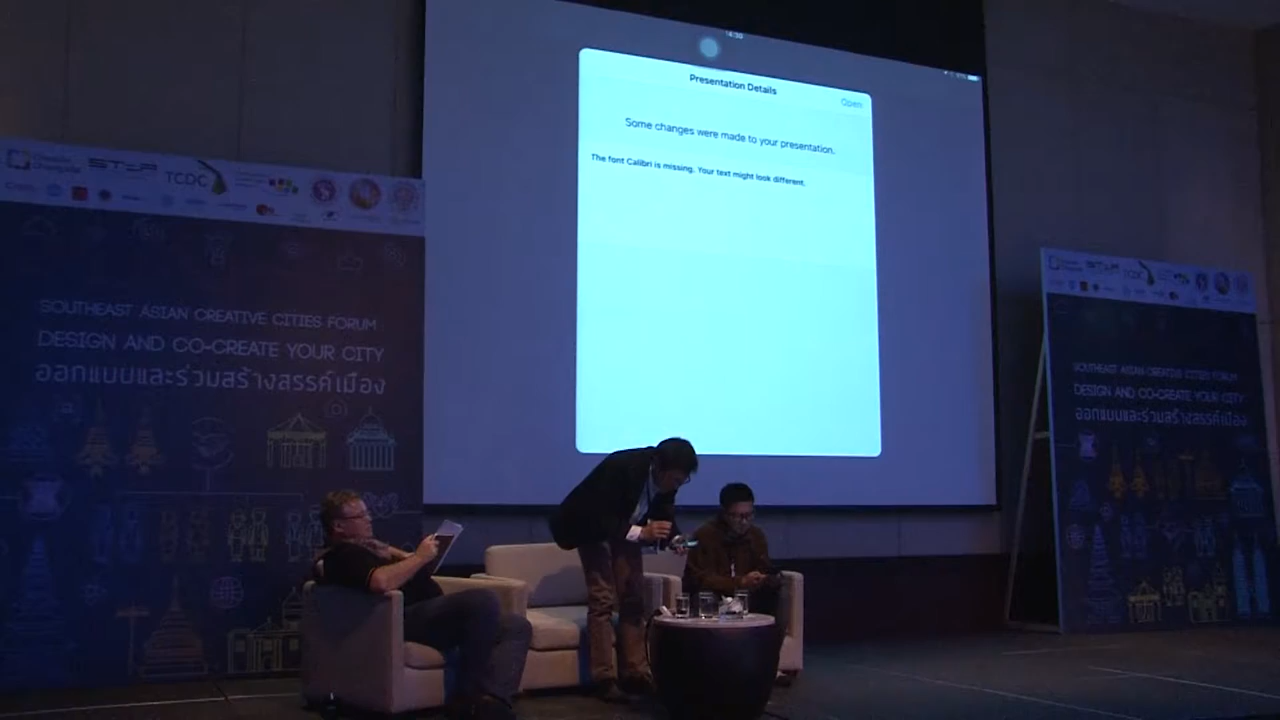 14:30
Presentation Details
Open
Some changes were made to your presentation.
The font Calibri is missing. Your text might look different.
TCDC
SOUTHEAST ASIAN CREATIVE CITIES FORUM
DESIGN AND CO-CREATE YOUR CITY
ออกแบบและร่วมสร้างสรรค์เมือง
TCDC
SOUTHEAST ASIAN CREATIVE CITIES FORUM
DESIGN AND CO-CREATE YOUR CITY
ออกแบบและร่วมสร้างสรรค์เมือง